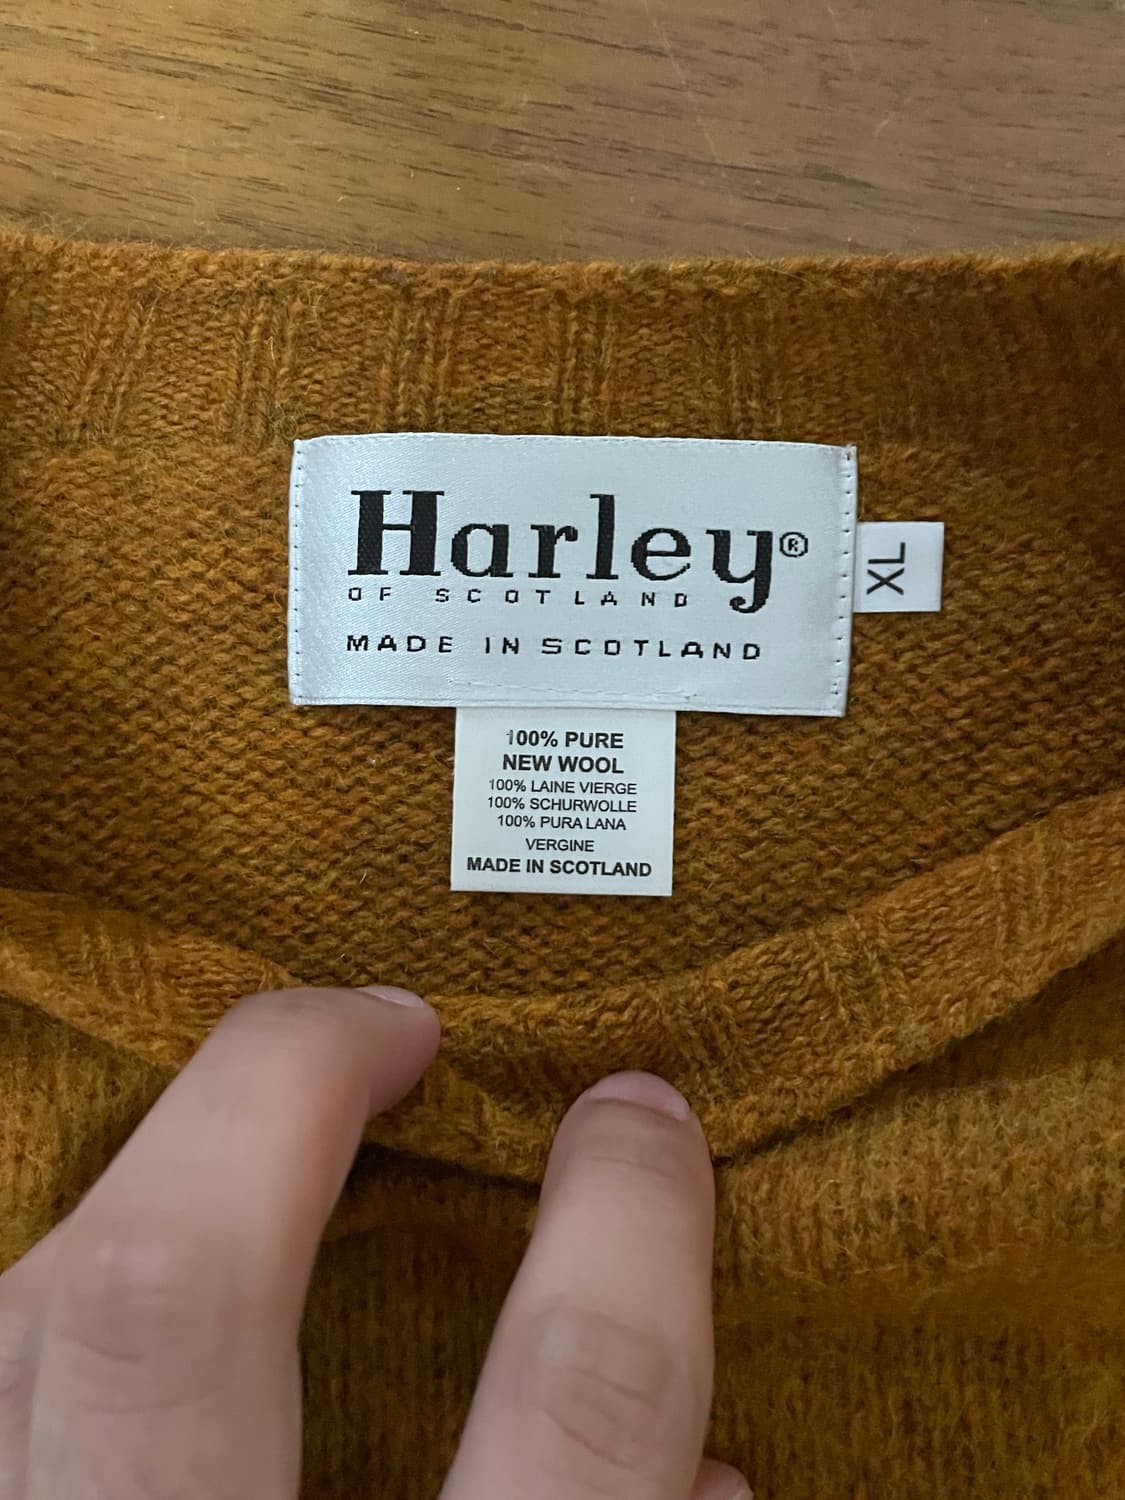 Harley®
OF SCOTLAND
MADE IN SCOTLAND
XL
100% PURE
NEW WOOL
100% LAINE VIERGE
100% SCHURWOLLE
100% PURA LANA
VERGINE
MADE IN SCOTLAND